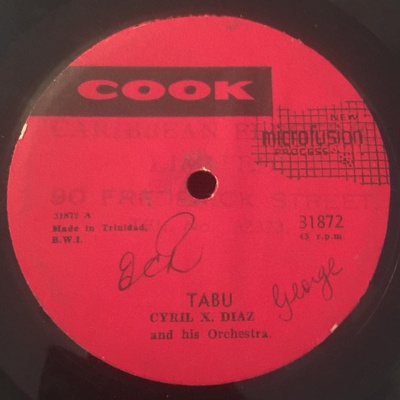 COOK
NEW
microfusion
PROCESS
CARIBBEAN
90 FREDERICK STREET
31872 A
Made in Trinidad,
B.W.I.
31872
45 r.p.m.
TABU
George
CYRIL X. DIAZ
and his Orchestra